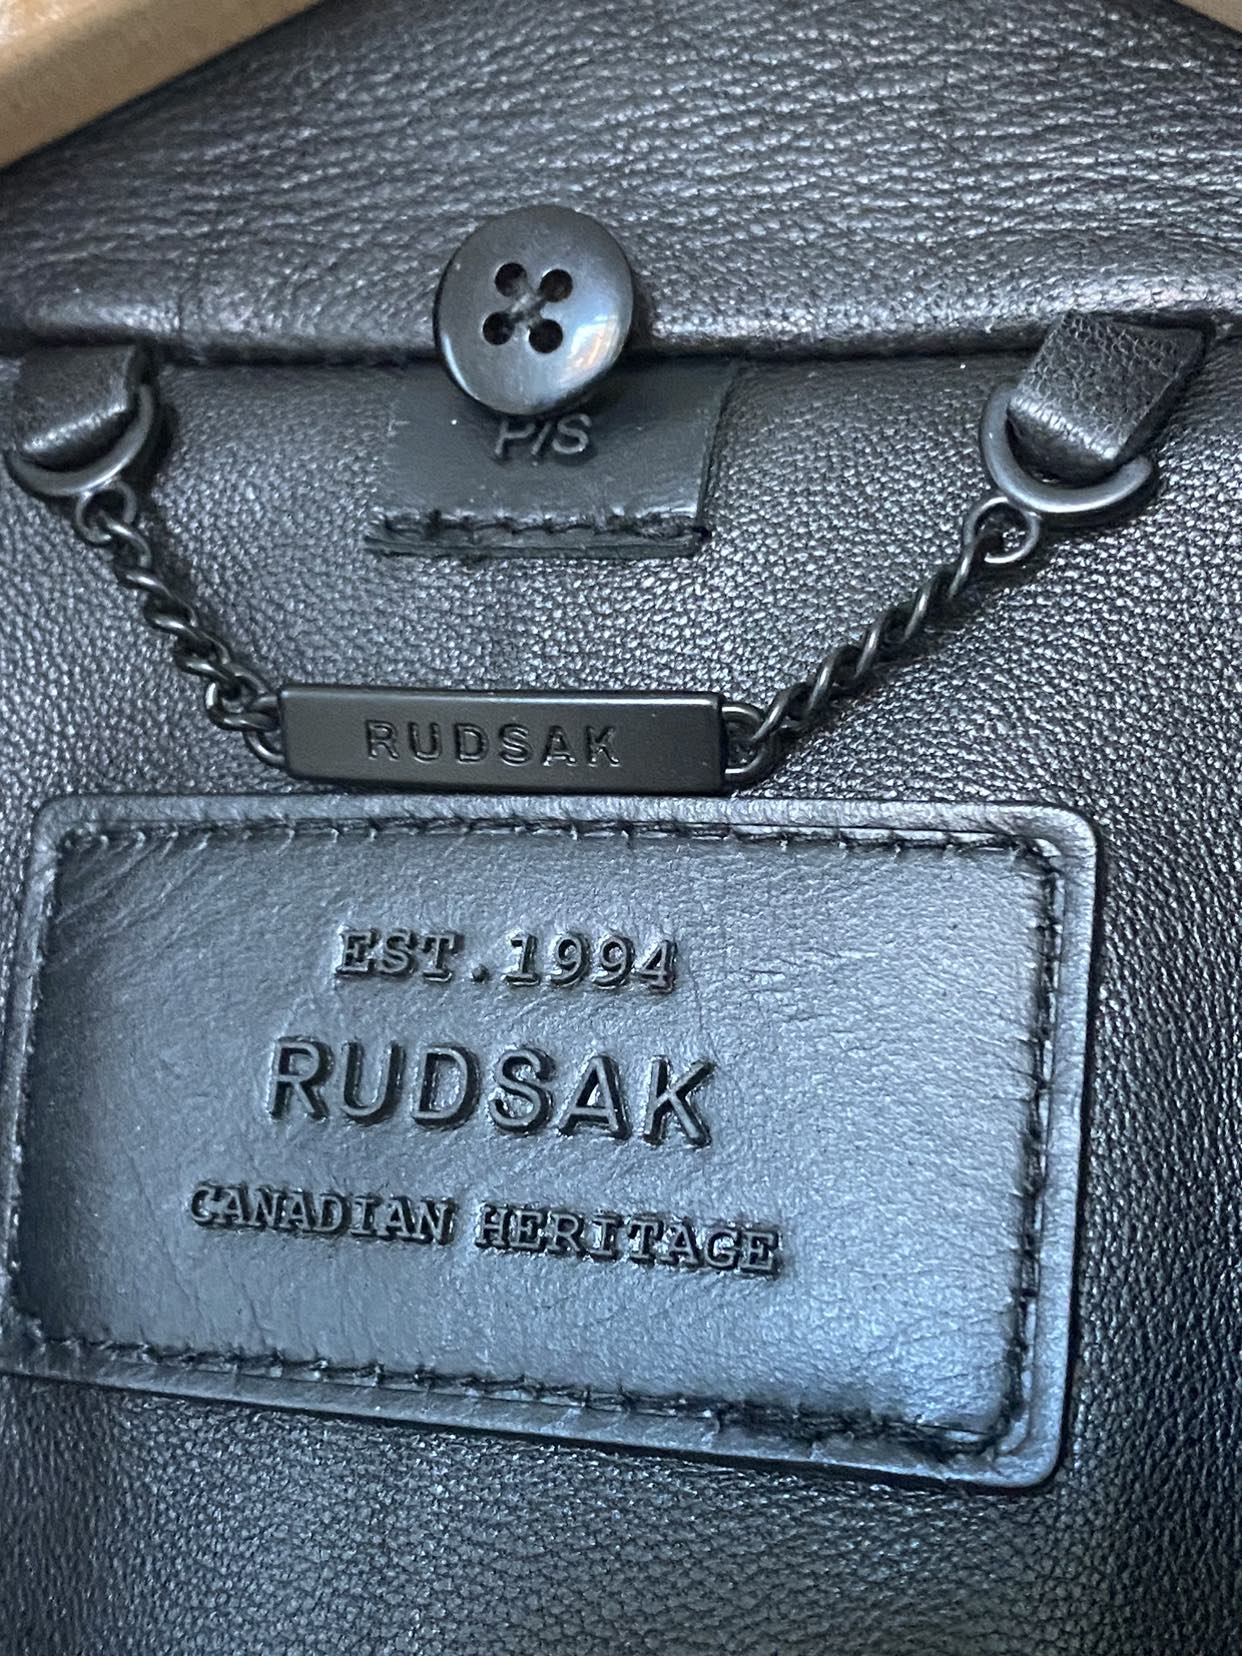 P/S
RUDSAK
EST.1994
RUDSAK
CANADIAN HERITAGE